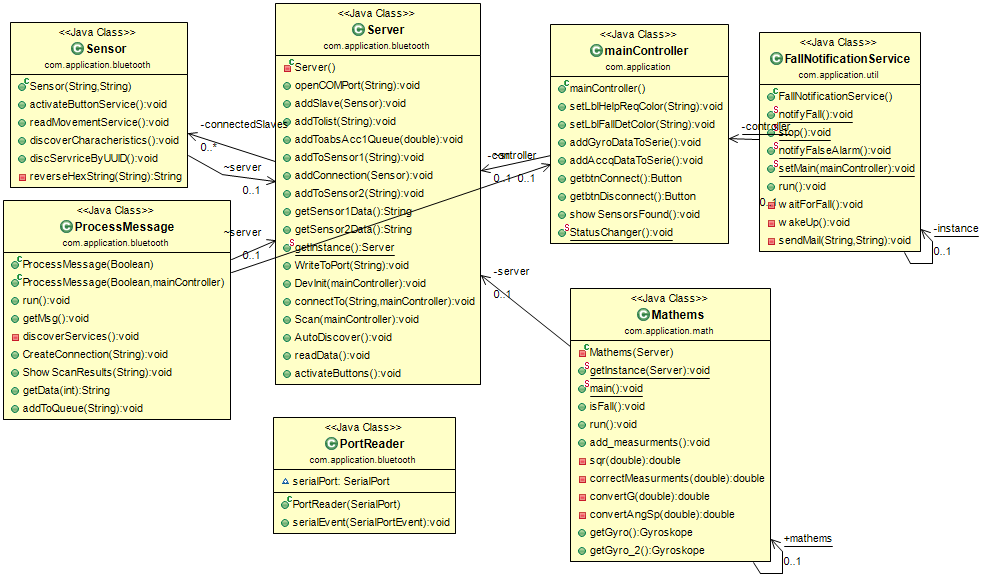 <<Java Class>>
Sensor
com.application.bluetooth
Sensor(String,String)
activateButtonService():void
readMovementService():void
discoverCharacheristics():void
discServriceByUUID():void
reverseHexString(String):String
<<Java Class>>
Server
com.application.bluetooth
Server()
openCOMPort(String):void
addSlave(Sensor):void
addTolist(String):void
addToabsAcc1Queue(double):void
addToSensor1(String):void
addConnection(Sensor):void
addToSensor2(String):void
getSensor1Data():String
getSensor2Data():String
getInstance():Server
WriteToPort(String):void
DevInit(mainController):void
connectTo(String,mainController):void
Scan(mainController):void
AutoDiscover():void
readData():void
activateButtons():void
<<Java Class>>
mainController
com.application
mainController()
setLblHelpReqColor(String):void
setLblFallDetColor(String):void
addGyroDataToSerie():void
addAccqDataToSerie():void
getbtnConnect():Button
getbtnDisconnect():Button
showSensorsFound():void
StatusChanger():void
<<Java Class>>
FallNotificationService
com.application.util
FallNotificationService()
notifyFall():void
stop():void
notifyFalseAlarm():void
setMain(mainController):void
run():void
waitForFall():void
wakeUp():void
sendMail(String,String):void
-connectedSlaves
0..*
~server
0..1
-controller
0..1
0..1
-controller
0..1
-instance
0..1
<<Java Class>>
ProcessMessage
com.application.bluetooth
ProcessMessage(Boolean)
ProcessMessage(Boolean,mainController)
run():void
getMsg():void
discoverServices():void
CreateConnection(String):void
ShowScanResults(String):void
getData(int):String
addToQueue(String):void
~server
0..1
-server
0..1
<<Java Class>>
Mathems
com.application.math
Mathems(Server)
getInstance(Server):void
main():void
isFall():void
run():void
add_measurments():void
sqr(double):double
correctMeasurments(double):double
convertG(double):double
convertAngSp(double):double
getGyro():Gyroskope
getGyro_2():Gyroskope
+mathems
0..1
<<Java Class>>
PortReader
com.application.bluetooth
serialPort: SerialPort
PortReader(SerialPort)
serialEvent(SerialPortEvent):void